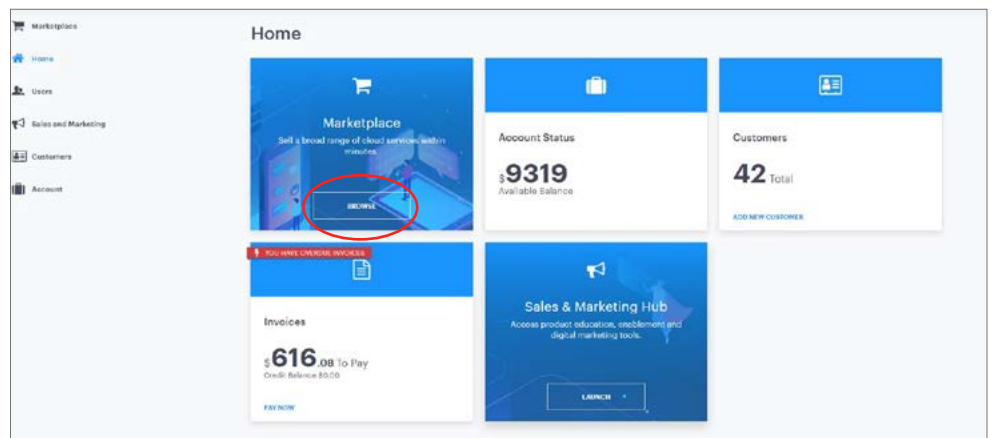 Marketplace
Home
Users
Sales and Marketing
Customers
Account
Home
Marketplace
Sell a broad range of cloud services within
minutes.
BROWSE
Account Status
$9319
Available Balance
Customers
42 Total
ADD NEW CUSTOMER
YOU HAVE OVERDUE INVOICES
Invoices
$616.08 To Pay
Credit Balance $0.00
PAY NOW
Sales & Marketing Hub
Access product education, enablement and
digital marketing tools.
LAUNCH